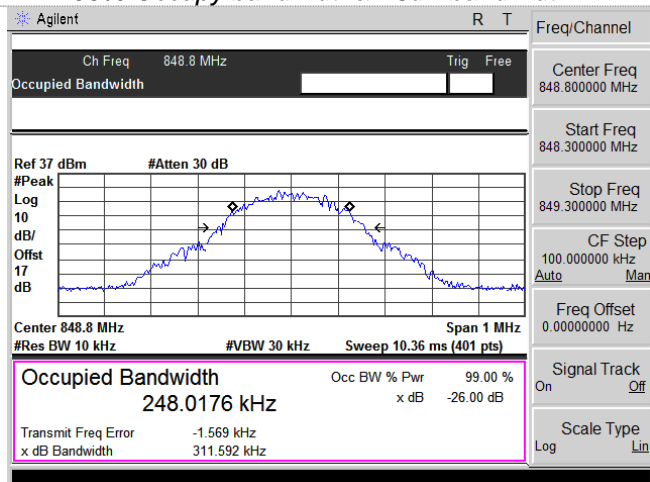 Agilent R T
Freq/Channel
Ch Freq 848.8 MHz Trig Free
Occupied Bandwidth
Center Freq
848.800000 MHz
Start Freq
848.300000 MHz
Ref 37 dBm #Atten 30 dB
#Peak
Log
10
dB/
Offst
17
dB
Stop Freq
849.300000 MHz
CF Step
100.000000 kHz
Auto Man
Freq Offset
0.00000000 Hz
Center 848.8 MHz Span 1 MHz
#Res BW 10 kHz #VBW 30 kHz Sweep 10.36 ms (401 pts)
Occupied Bandwidth Occ BW % Pwr 99.00 %
248.0176 kHz x dB -26.00 dB
Transmit Freq Error -1.569 kHz
x dB Bandwidth 311.592 kHz
Signal Track
On Off
Scale Type
Log Lin